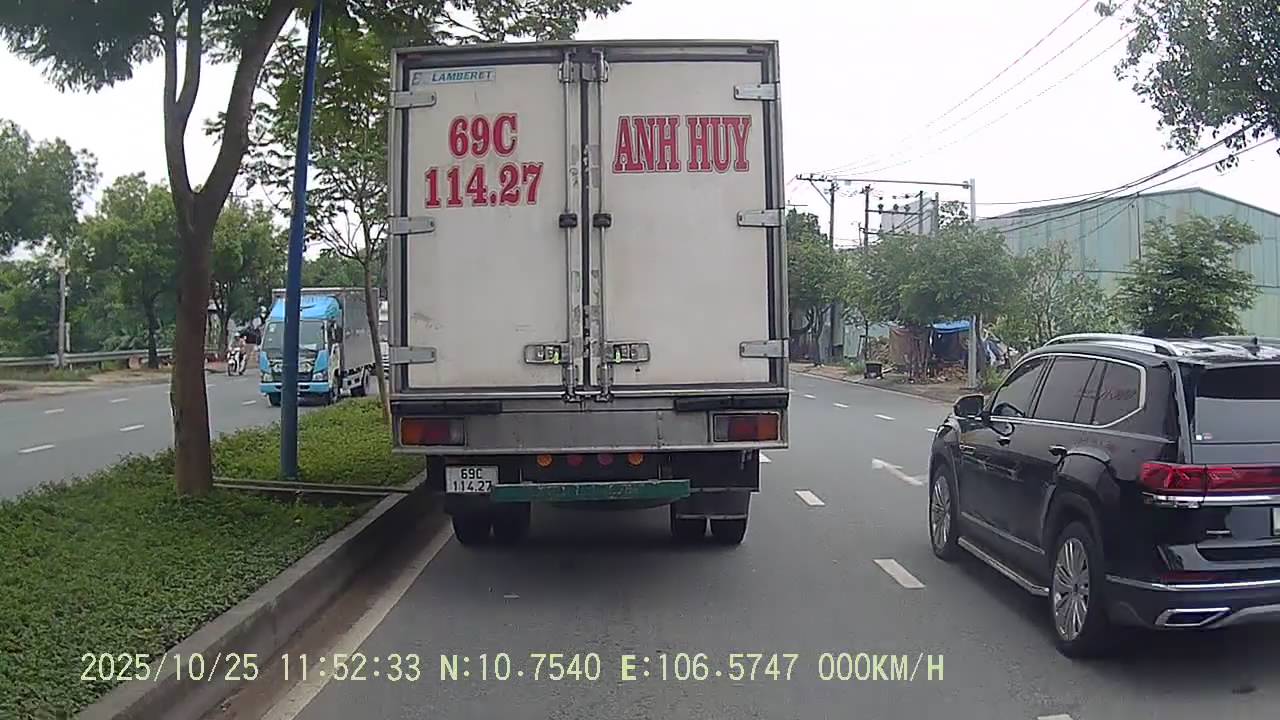 LAMBERET
69C
114.27
ANH HUY
69C
114.27
2025/10/25 11:52:33 N:10.7540 E:106.5747 000KM/H